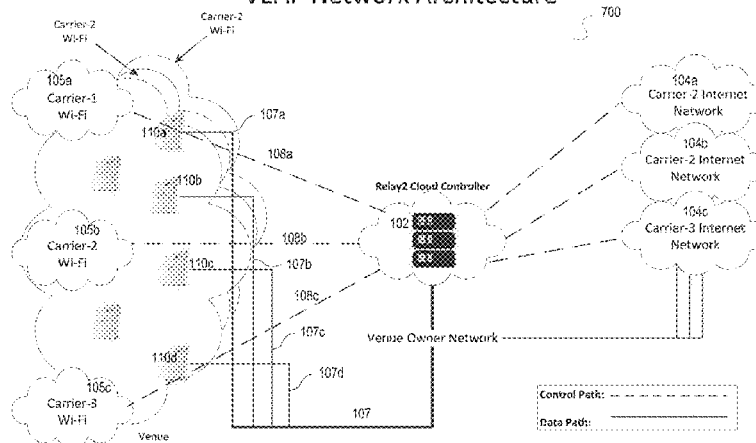 VLAP Network Architecture
700
Carrier-2
Wi-Fi
Carrier-2
Wi-Fi
105a
Carrier-1
Wi-Fi
110a
107a
108a
110b
105b
Carrier-2
Wi-Fi
108b
107b
110c
108c
107c
110d
107d
105c
Carrier-3
Wi-Fi
Venue
107
Relay2 Cloud Controller
102
104a
Carrier-2 Internet
Network
104b
Carrier-2 Internet
Network
104c
Carrier-3 Internet
Network
Venue Owner Network
Control Path:
Data Path: